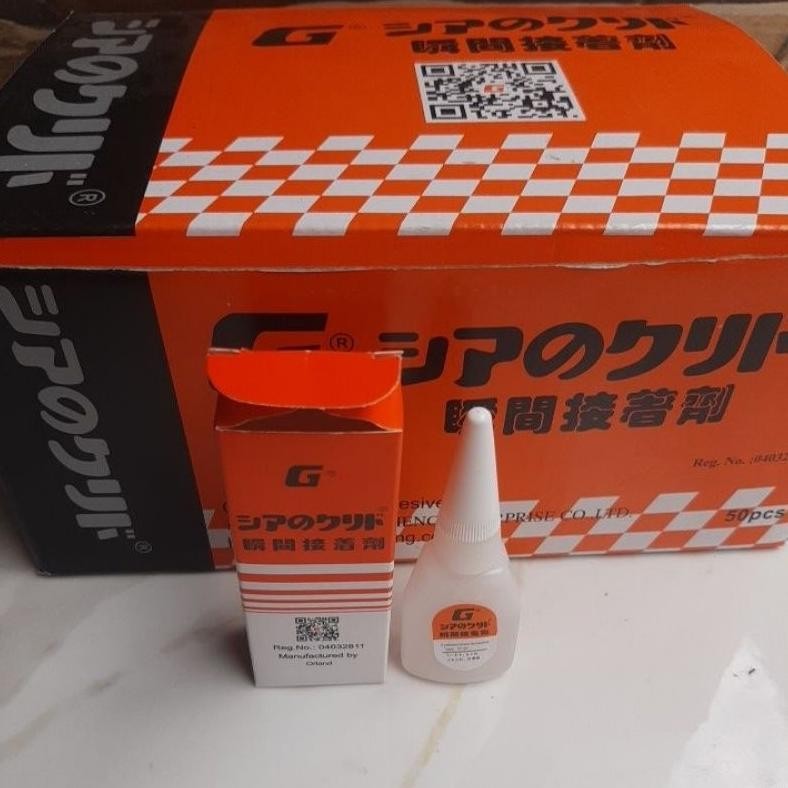 シアのクリド®
G® シアのクリド
瞬間接着剤
シアのクリド®
G® シアのクリド
瞬間接着剤
Reg. No. :0403
CO .,LTD.
50pcs
G®
シアのクリド®
瞬間接着剤
Reg.No.: 04032811
Manufactured by
Orland
G®
シアのクリド
瞬間接着剤